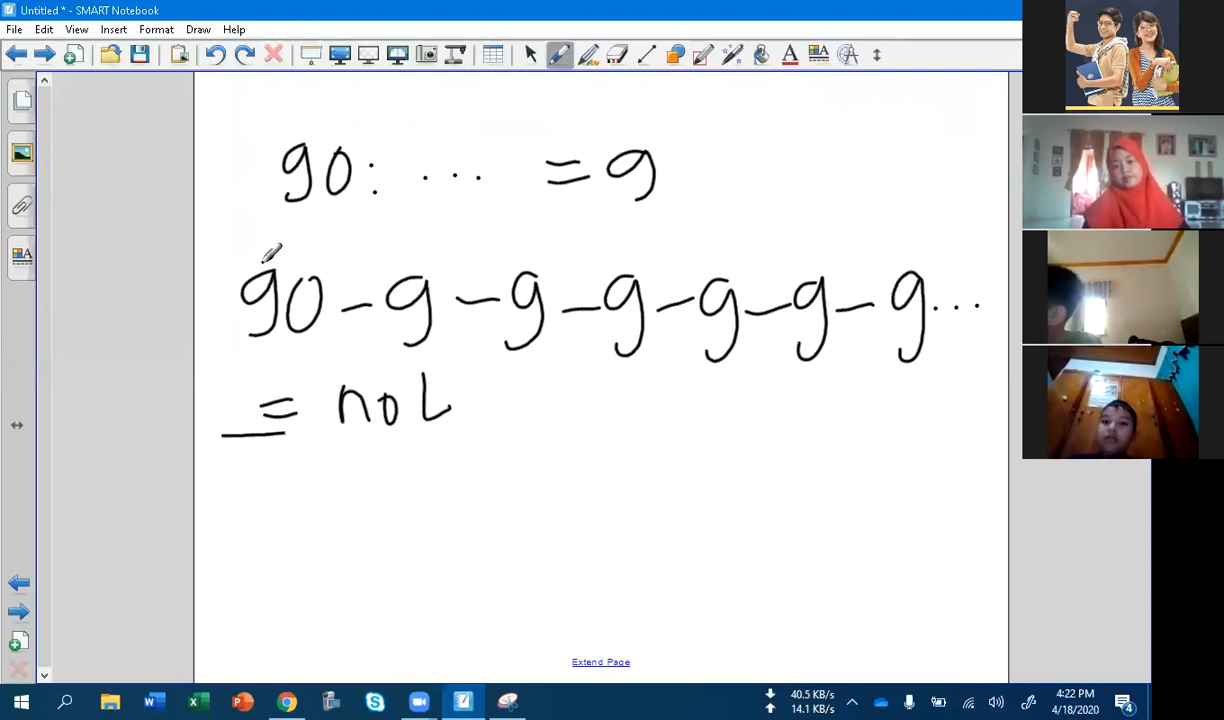 Untitled * - SMART Notebook
File Edit View Insert Format Draw Help
90 : ... = 9
90 - 9 - 9 - 9 - 9 - 9 - 9 ...
= nol
Extend Page
40.5 KB/s
14.1 KB/s
4:22 PM
4/18/2020
4